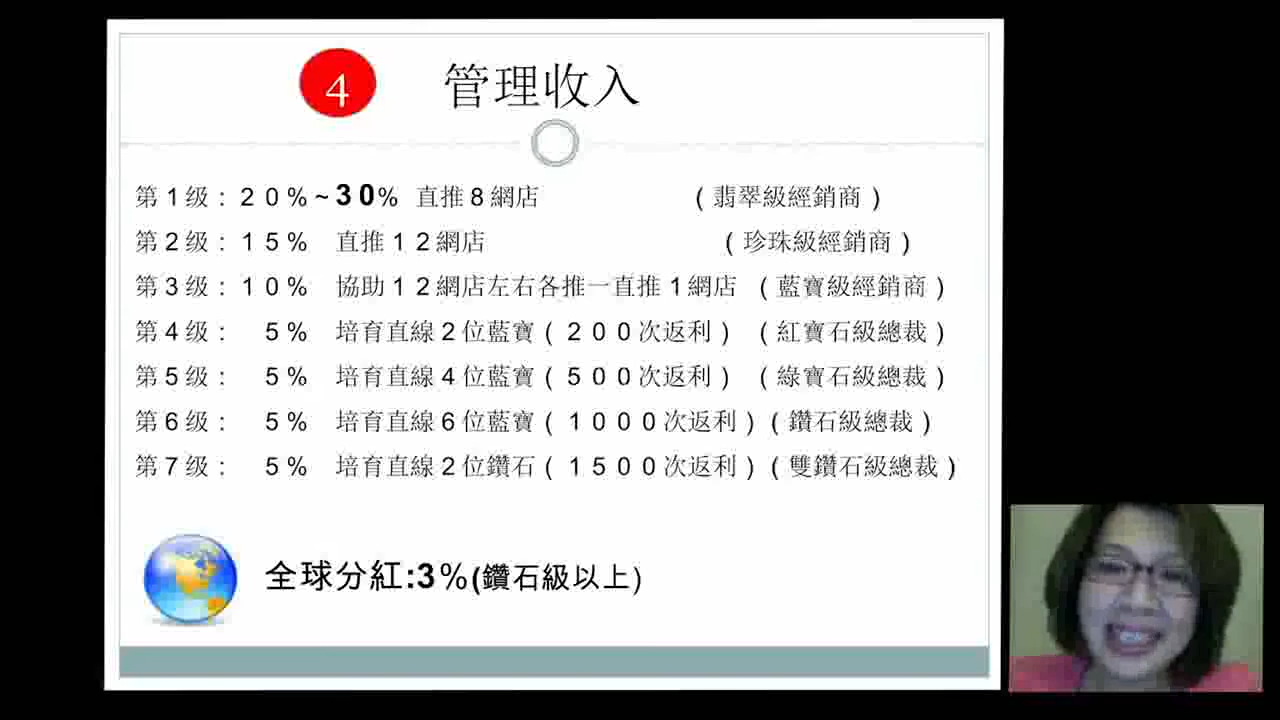 4 管理收入
第1级：20%~30% 直推8網店 （翡翠級經銷商）
第2级：15% 直推12網店 （珍珠級經銷商）
第3级：10% 協助12網店左右各推一直推1網店 （藍寶級經銷商）
第4级： 5% 培育直線2位藍寶（200次返利） （紅寶石級總裁）
第5级： 5% 培育直線4位藍寶（500次返利） （綠寶石級總裁）
第6级： 5% 培育直線6位藍寶（1000次返利）（鑽石級總裁）
第7级： 5% 培育直線2位鑽石（1500次返利）（雙鑽石級總裁）
全球分紅:3%(鑽石級以上)